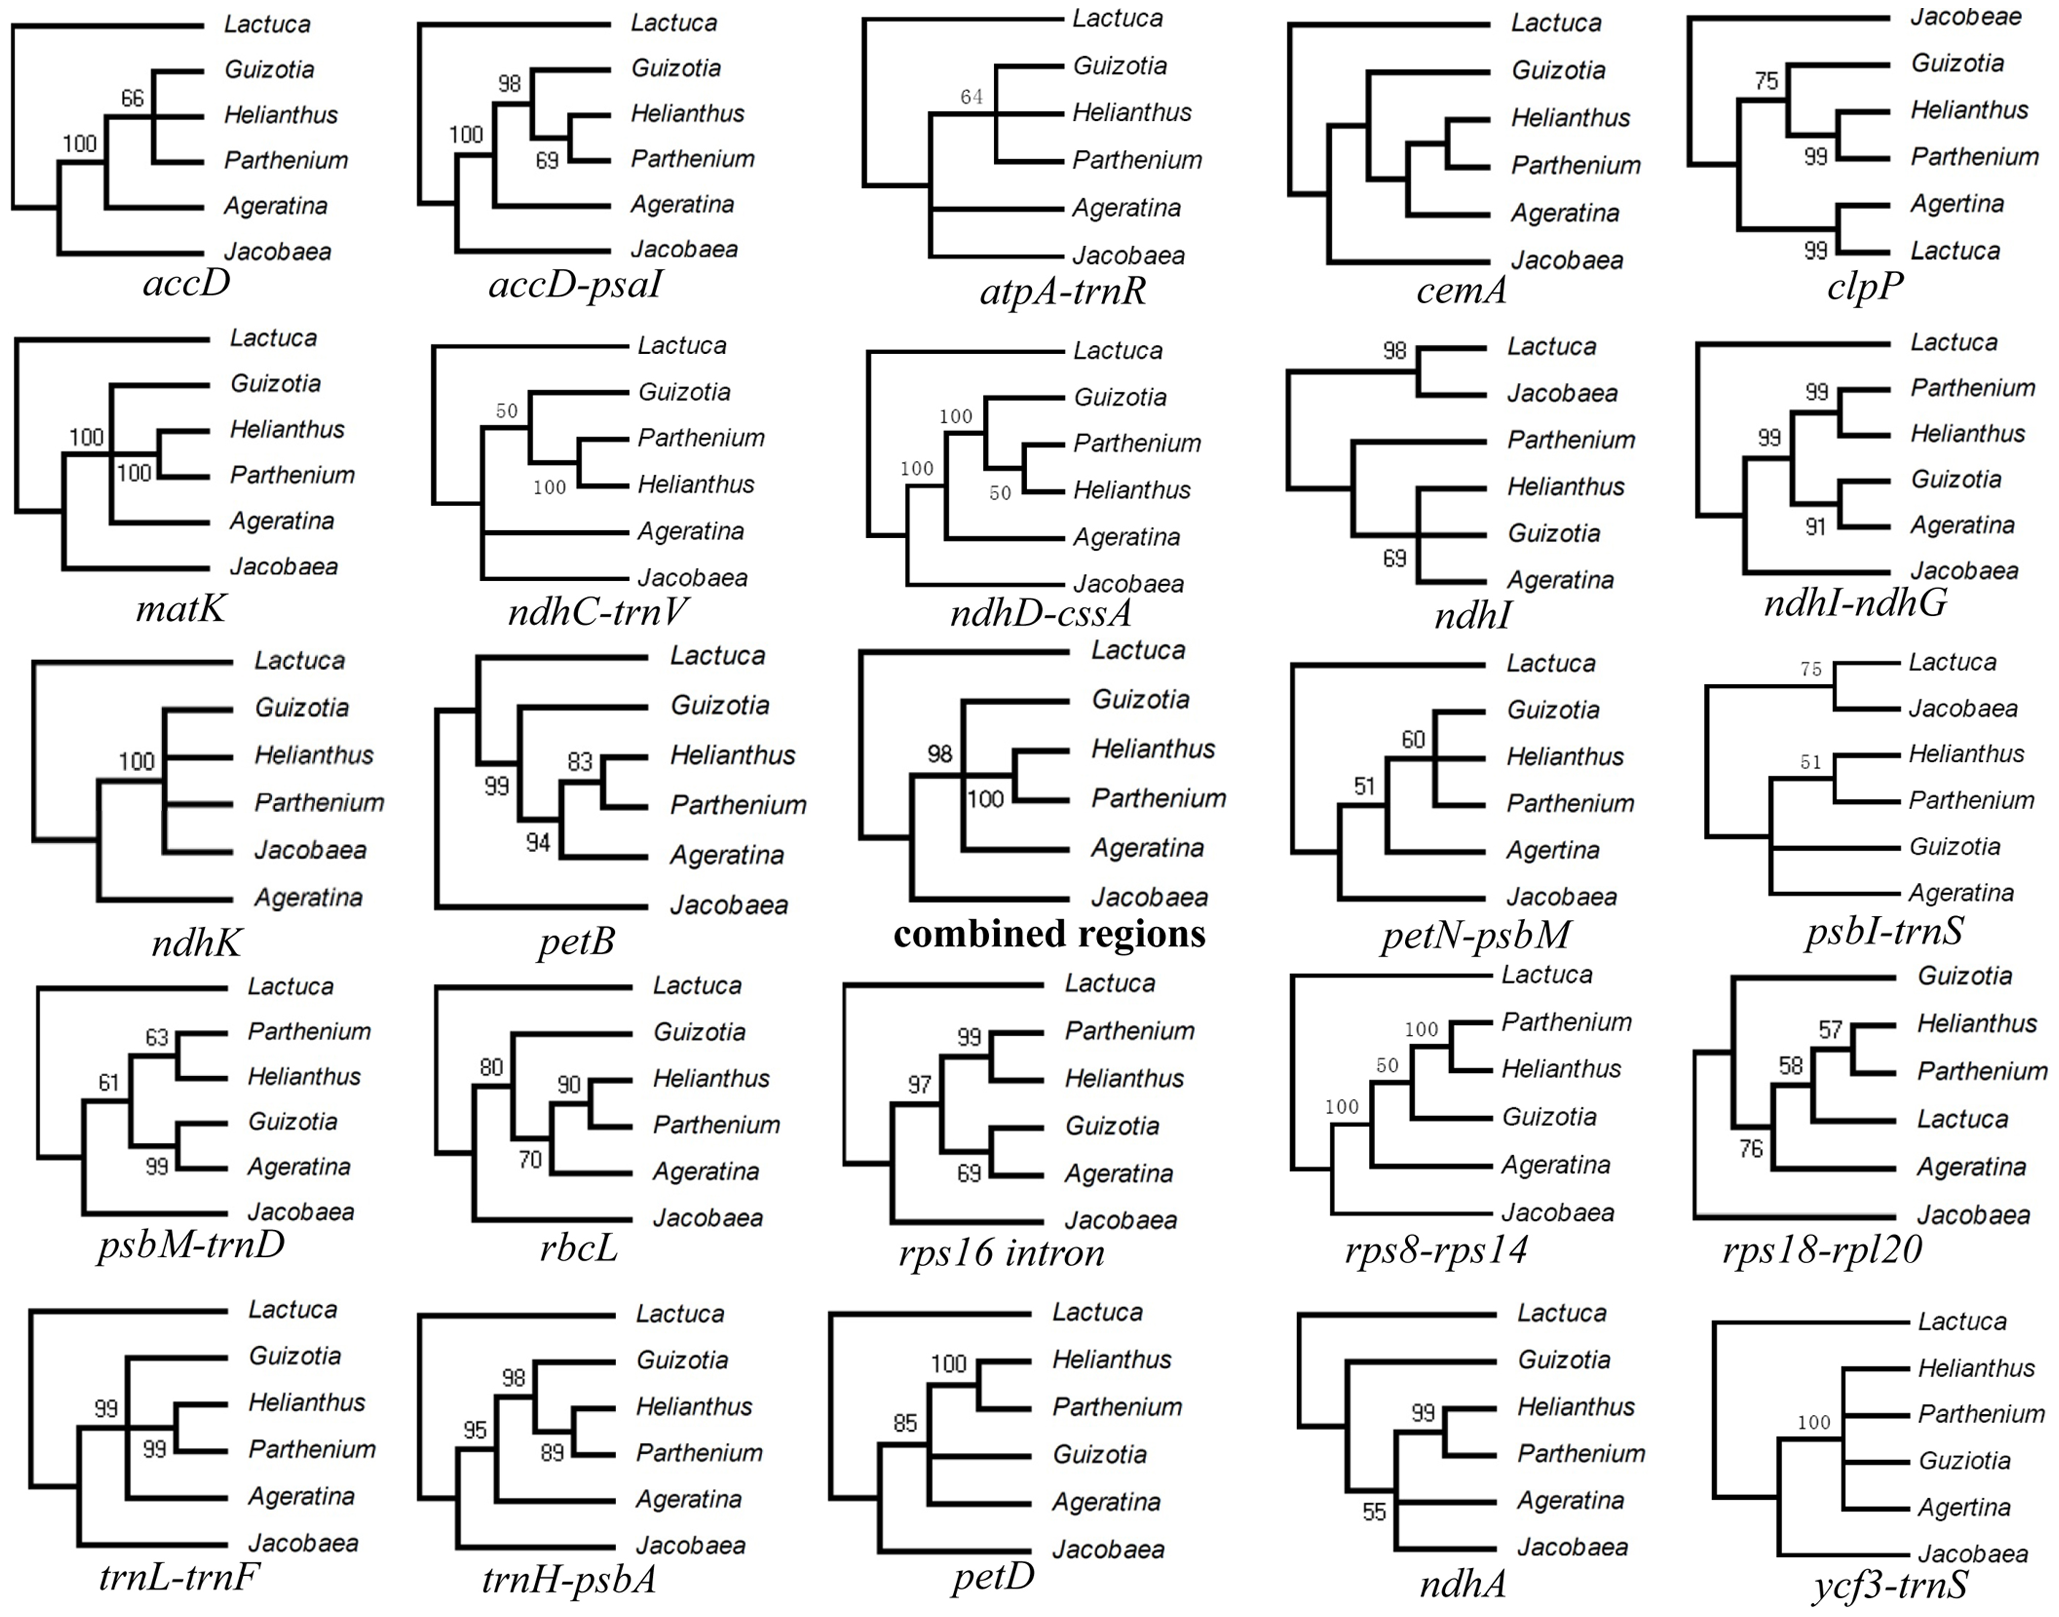 Lactuca
Guizotia
66
Helianthus
100
Parthenium
Ageratina
Jacobaea
accD
Lactuca
Guizotia
98
Helianthus
100
69
Parthenium
Ageratina
Jacobaea
accD-psaI
Lactuca
Guizotia
64
Helianthus
Parthenium
Ageratina
Jacobaea
atpA-trnR
Lactuca
Guizotia
Helianthus
Parthenium
Ageratina
Jacobaea
cemA
Jacobeae
Guizotia
75
Helianthus
99
Parthenium
Agertina
99
Lactuca
clpP
Lactuca
Guizotia
Helianthus
100
100
Parthenium
Ageratina
Jacobaea
matK
Lactuca
Guizotia
50
Parthenium
100
Helianthus
Ageratina
Jacobaea
ndhC-trnV
Lactuca
Guizotia
100
Parthenium
100
50
Helianthus
Ageratina
Jacobaea
ndhD-cssA
98
Lactuca
Jacobaea
Parthenium
Helianthus
Guizotia
69
Ageratina
ndhI
Lactuca
99
Parthenium
99
Helianthus
Guizotia
91
Ageratina
Jacobaea
ndhI-ndhG
Lactuca
Guizotia
100
Helianthus
Parthenium
Jacobaea
Ageratina
ndhK
Lactuca
Guizotia
83
Helianthus
99
Parthenium
94
Ageratina
Jacobaea
petB
Lactuca
Guizotia
98
Helianthus
100
Parthenium
Ageratina
Jacobaea
combined regions
Lactuca
Guizotia
60
Helianthus
51
Parthenium
Agertina
Jacobaea
petN-psbM
75
Lactuca
Jacobaea
51
Helianthus
Parthenium
Guizotia
Ageratina
psbI-trnS
Lactuca
63
Parthenium
61
Helianthus
Guizotia
99
Ageratina
Jacobaea
psbM-trnD
Lactuca
Guizotia
80
90
Helianthus
Parthenium
70
Ageratina
Jacobaea
rbcL
Lactuca
99
Parthenium
97
Helianthus
Guizotia
69
Ageratina
Jacobaea
rps16 intron
Lactuca
100
Parthenium
50
Helianthus
100
Guizotia
Ageratina
Jacobaea
rps8-rps14
Guizotia
57
Helianthus
58
Parthenium
Lactuca
76
Ageratina
Jacobaea
rps18-rpl20
Lactuca
Guizotia
99
Helianthus
99
Parthenium
Ageratina
Jacobaea
trnL-trnF
Lactuca
Guizotia
98
Helianthus
95
89
Parthenium
Ageratina
Jacobaea
trnH-psbA
Lactuca
100
Helianthus
Parthenium
85
Guizotia
Ageratina
Jacobaea
petD
Lactuca
Guizotia
99
Helianthus
Parthenium
55
Ageratina
Jacobaea
ndhA
Lactuca
Helianthus
100
Parthenium
Guziotia
Agertina
Jacobaea
ycf3-trnS